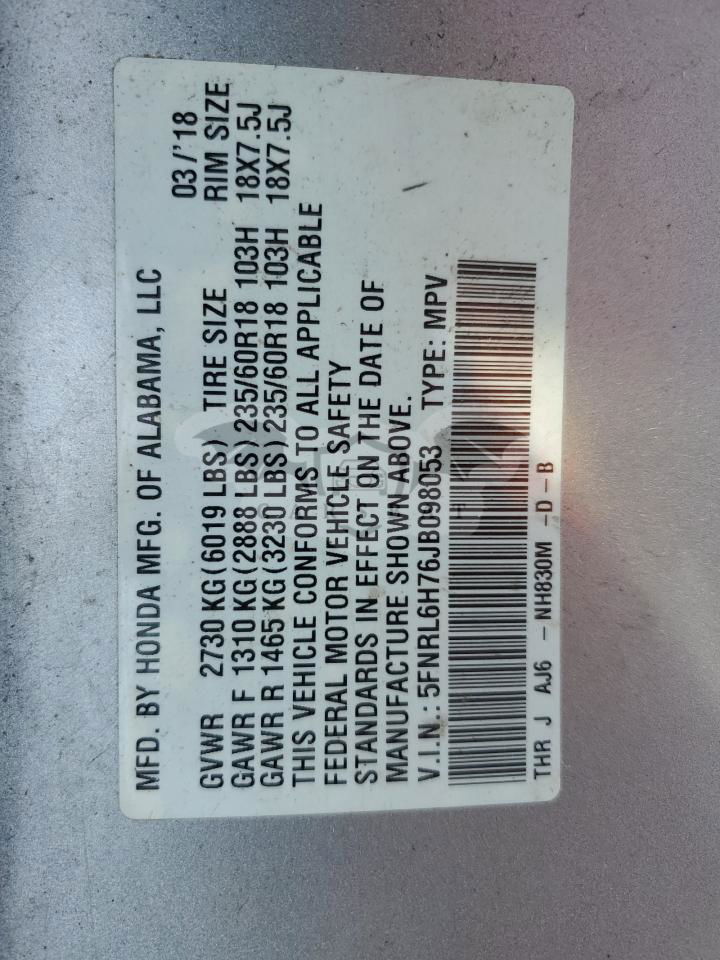 MFD. BY HONDA MFG. OF ALABAMA, LLC
03/'18
GVWR 2730 KG(6019 LBS) TIRE SIZE RIM SIZE
GAWR F 1310 KG(2888 LBS)235/60R18 103H 18X7.5J
GAWR R 1465 KG(3230 LBS)235/60R18 103H 18X7.5J
THIS VEHICLE CONFORMS TO ALL APPLICABLE
FEDERAL MOTOR VEHICLE SAFETY
STANDARDS IN EFFECT ON THE DATE OF
MANUFACTURE SHOWN ABOVE.
V.I.N.: 5FNRL6H76JB098053 TYPE: MPV
THR J AJ6 - NH830M -D-B